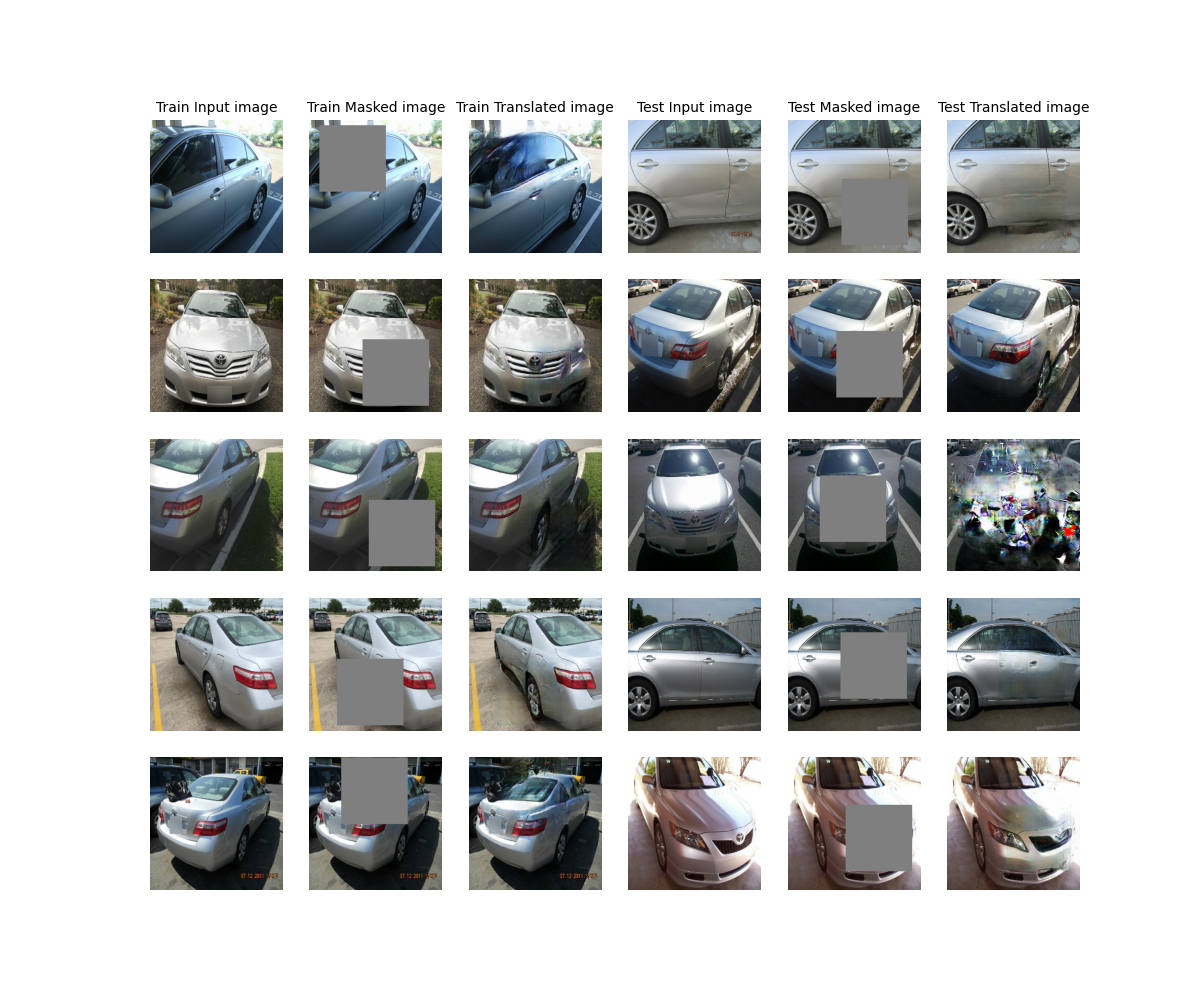 Train Input image
Train Masked image
Train Translated image
Test Input image
Test Masked image
Test Translated image